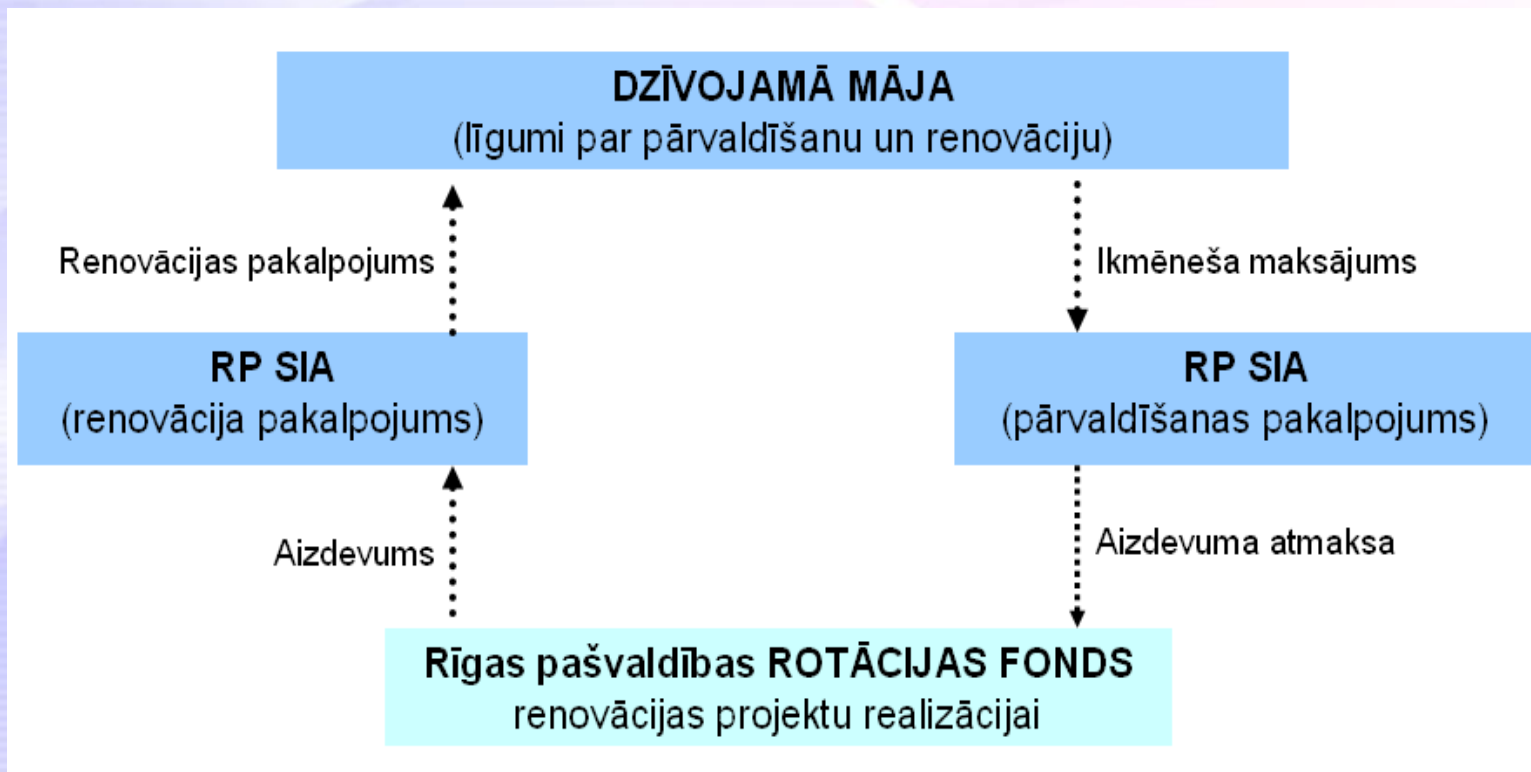 DZĪVOJAMĀ MĀJA
(līgumi par pārvaldīšanu un renovāciju)
Renovācijas pakalpojums
Ikmēneša maksājums
RP SIA
(renovācija pakalpojums)
RP SIA
(pārvaldīšanas pakalpojums)
Aizdevums
Aizdevuma atmaksa
Rīgas pašvaldības ROTĀCIJAS FONDS
renovācijas projektu realizācijai